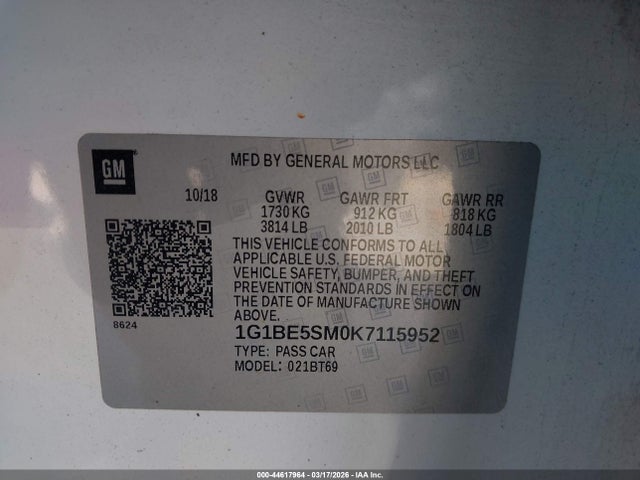 GM
MFD BY GENERAL MOTORS LLC
10/18 GVWR GAWR FRT GAWR RR
1730 KG 912 KG 818 KG
3814 LB 2010 LB 1804 LB
THIS VEHICLE CONFORMS TO ALL
APPLICABLE U.S. FEDERAL MOTOR
VEHICLE SAFETY, BUMPER, AND THEFT
PREVENTION STANDARDS IN EFFECT ON
THE DATE OF MANUFACTURE SHOWN
ABOVE.
8624
1G1BE5SM0K7115952
TYPE: PASS CAR
MODEL: 021BT69
000-44617964 - 03/17/2026 - IAA Inc.